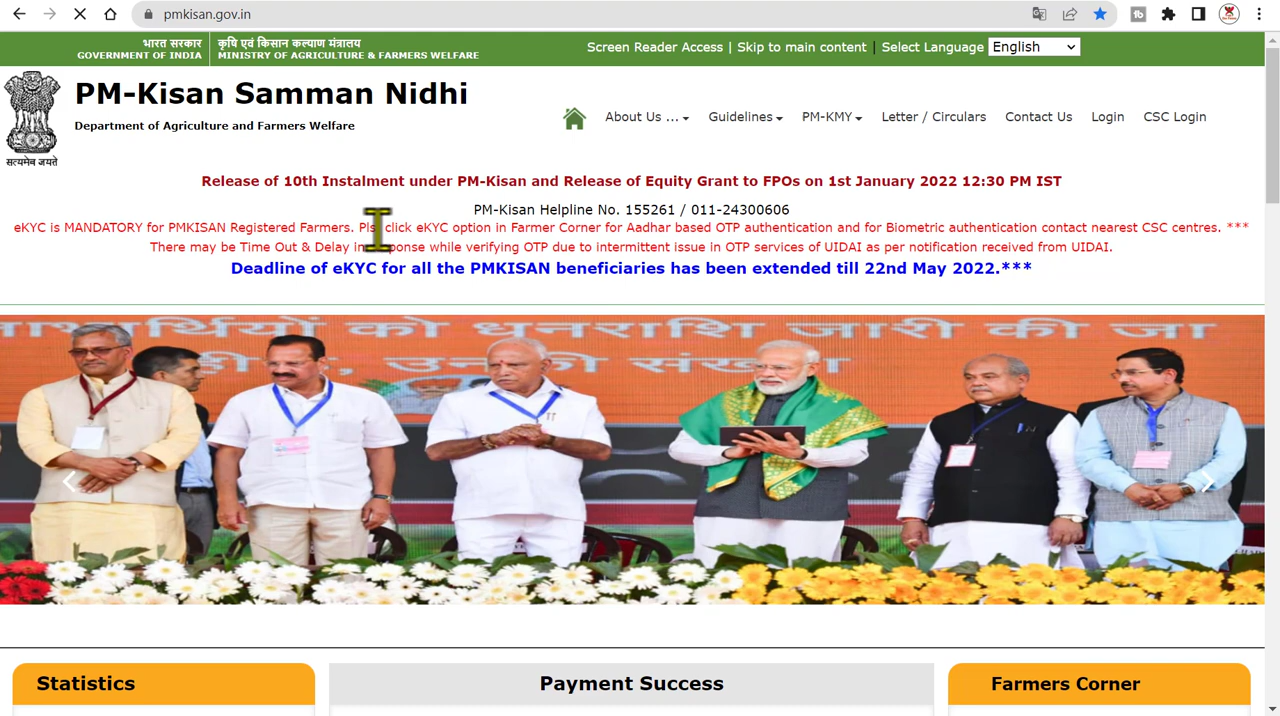 pmkisan.gov.in
भारत सरकार
GOVERNMENT OF INDIA
कृषि एवं किसान कल्याण मंत्रालय
MINISTRY OF AGRICULTURE & FARMERS WELFARE
Screen Reader Access | Skip to main content | Select Language English
PM-Kisan Samman Nidhi
Department of Agriculture and Farmers Welfare
सत्यमेव जयते
About Us ... Guidelines PM-KMY Letter / Circulars Contact Us Login CSC Login
Release of 10th Instalment under PM-Kisan and Release of Equity Grant to FPOs on 1st January 2022 12:30 PM IST
PM-Kisan Helpline No. 155261 / 011-24300606
eKYC is MANDATORY for PMKISAN Registered Farmers. Pls click eKYC option in Farmer Corner for Aadhar based OTP authentication and for Biometric authentication contact nearest CSC centres. ***
There may be Time Out & Delay in response while verifying OTP due to intermittent issue in OTP services of UIDAI as per notification received from UIDAI.
Deadline of eKYC for all the PMKISAN beneficiaries has been extended till 22nd May 2022.***
को धनराशि जारी की जा
उनकी संख्या
Statistics
Payment Success
Farmers Corner